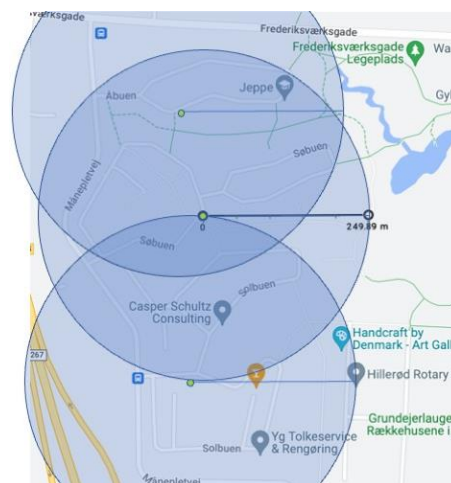 Frederiksværksgade
Frederiksværksgade
Wa
Frederiksværksgade
Legeplads
Jeppe
Gyl
Abuen
Søbuen
Månepletvej
0
249.89 m
Søbuen
Solbuen
Casper Schultz
Consulting
Handcraft by
Denmark - Art Gall
267
Hillerød Rotary
Grundejerlauge
Rækkehusene i
Yg Tolkeservice
& Rengøring
Solbuen
Månepletvej